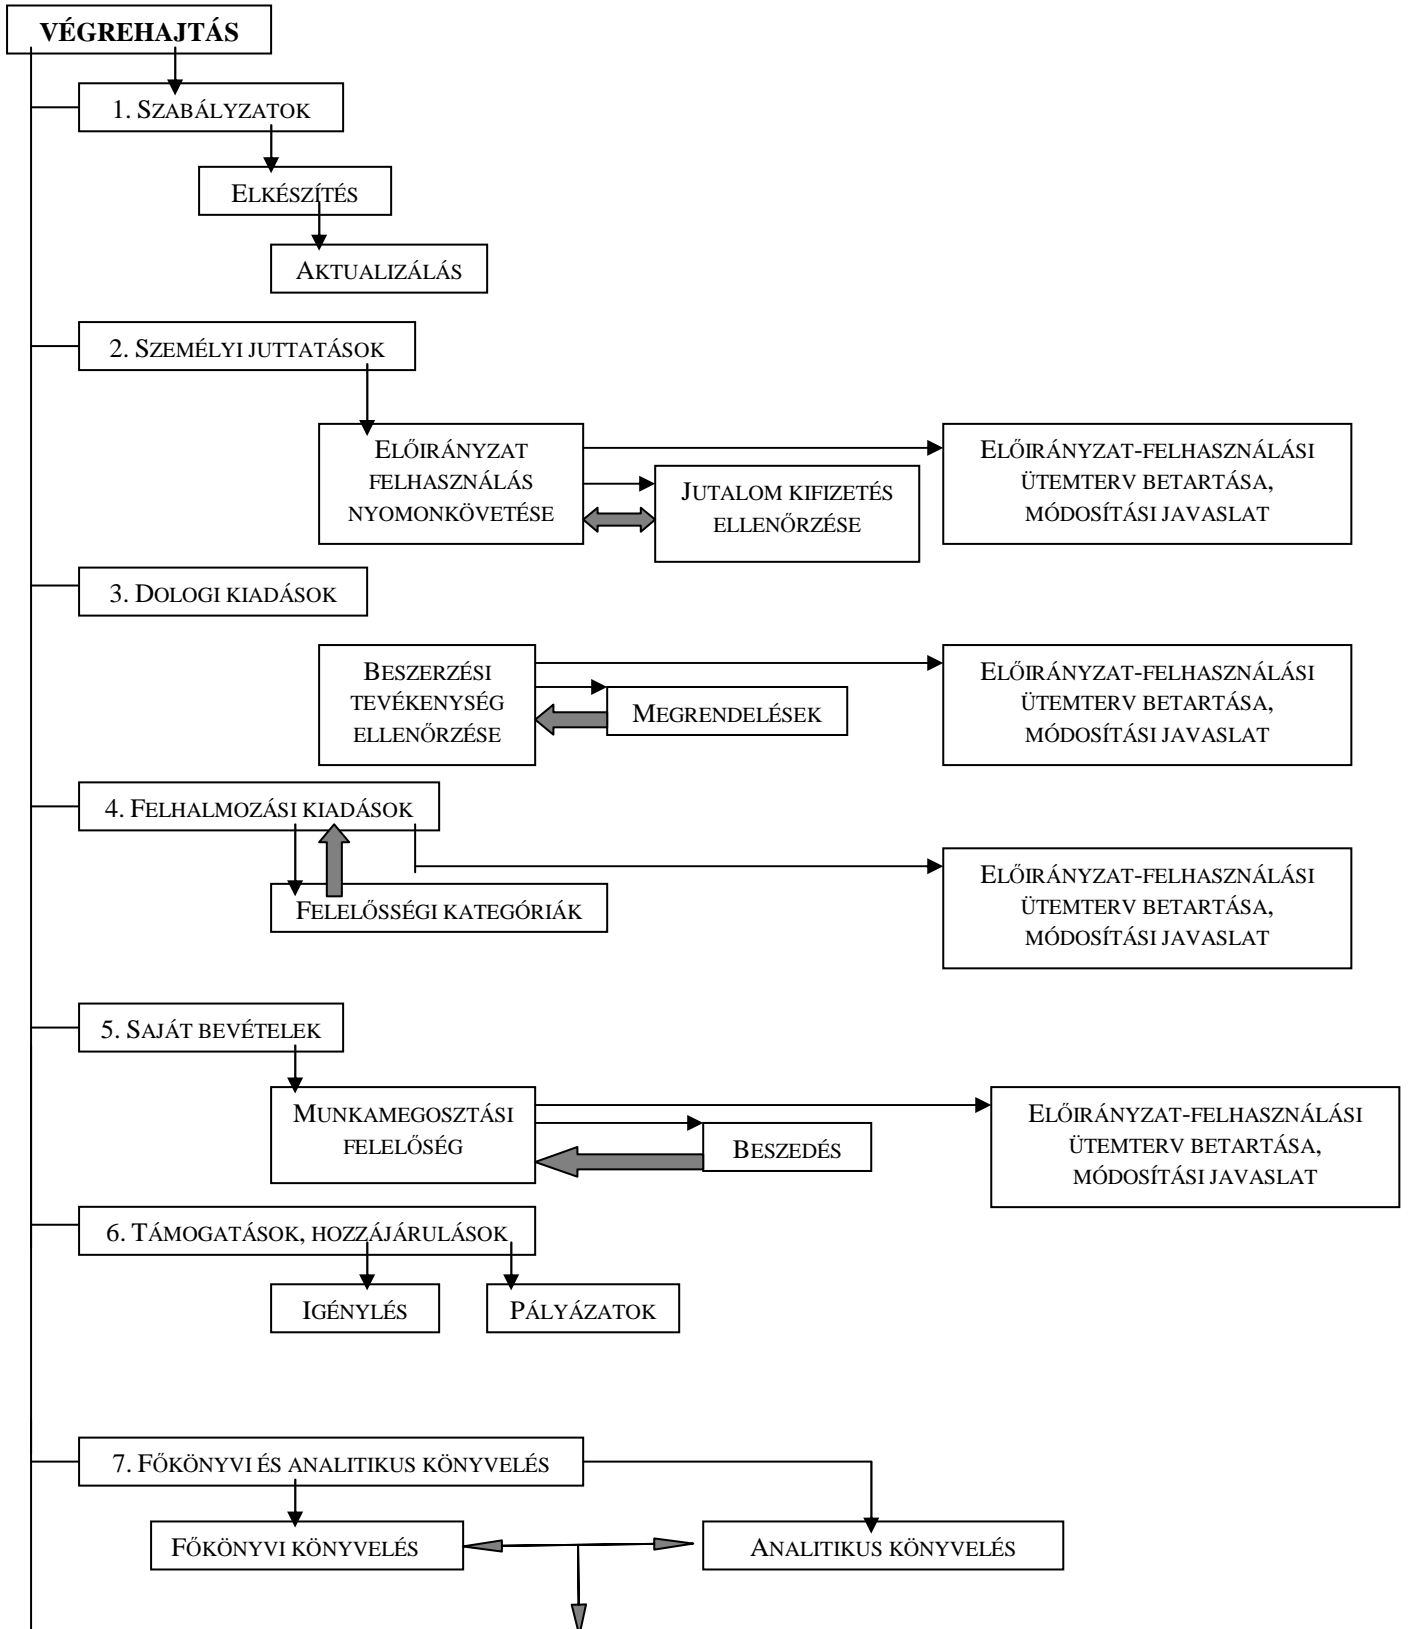 VÉGREHAJTÁS
1. SZABÁLYZATOK
ELKÉSZÍTÉS
AKTUALIZÁLÁS
2. SZEMÉLYI JUTTATÁSOK
ELŐIRÁNYZAT
FELHASZNÁLÁS
NYOMONKÖVETÉSE
JUTALOM KIFIZETÉS
ELLENŐRZÉSE
ELŐIRÁNYZAT-FELHASZNÁLÁSI
ÜTEMTERV BETARTÁSA,
MÓDOSÍTÁSI JAVASLAT
3. DOLOGI KIADÁSOK
BESZERZÉSI
TEVÉKENYSÉG
ELLENŐRZÉSE
MEGRENDELÉSEK
ELŐIRÁNYZAT-FELHASZNÁLÁSI
ÜTEMTERV BETARTÁSA,
MÓDOSÍTÁSI JAVASLAT
4. FELHALMOZÁSI KIADÁSOK
FELELŐSSÉGI KATEGÓRIÁK
ELŐIRÁNYZAT-FELHASZNÁLÁSI
ÜTEMTERV BETARTÁSA,
MÓDOSÍTÁSI JAVASLAT
5. SAJÁT BEVÉTELEK
MUNKAMEGOSZTÁSI
FELELŐSÉG
BESZEDÉS
ELŐIRÁNYZAT-FELHASZNÁLÁSI
ÜTEMTERV BETARTÁSA,
MÓDOSÍTÁSI JAVASLAT
6. TÁMOGATÁSOK, HOZZÁJÁRULÁSOK
IGÉNYLÉS
PÁLYÁZATOK
7. FŐKÖNYVI ÉS ANALITIKUS KÖNYVELÉS
FŐKÖNYVI KÖNYVELÉS
ANALITIKUS KÖNYVELÉS